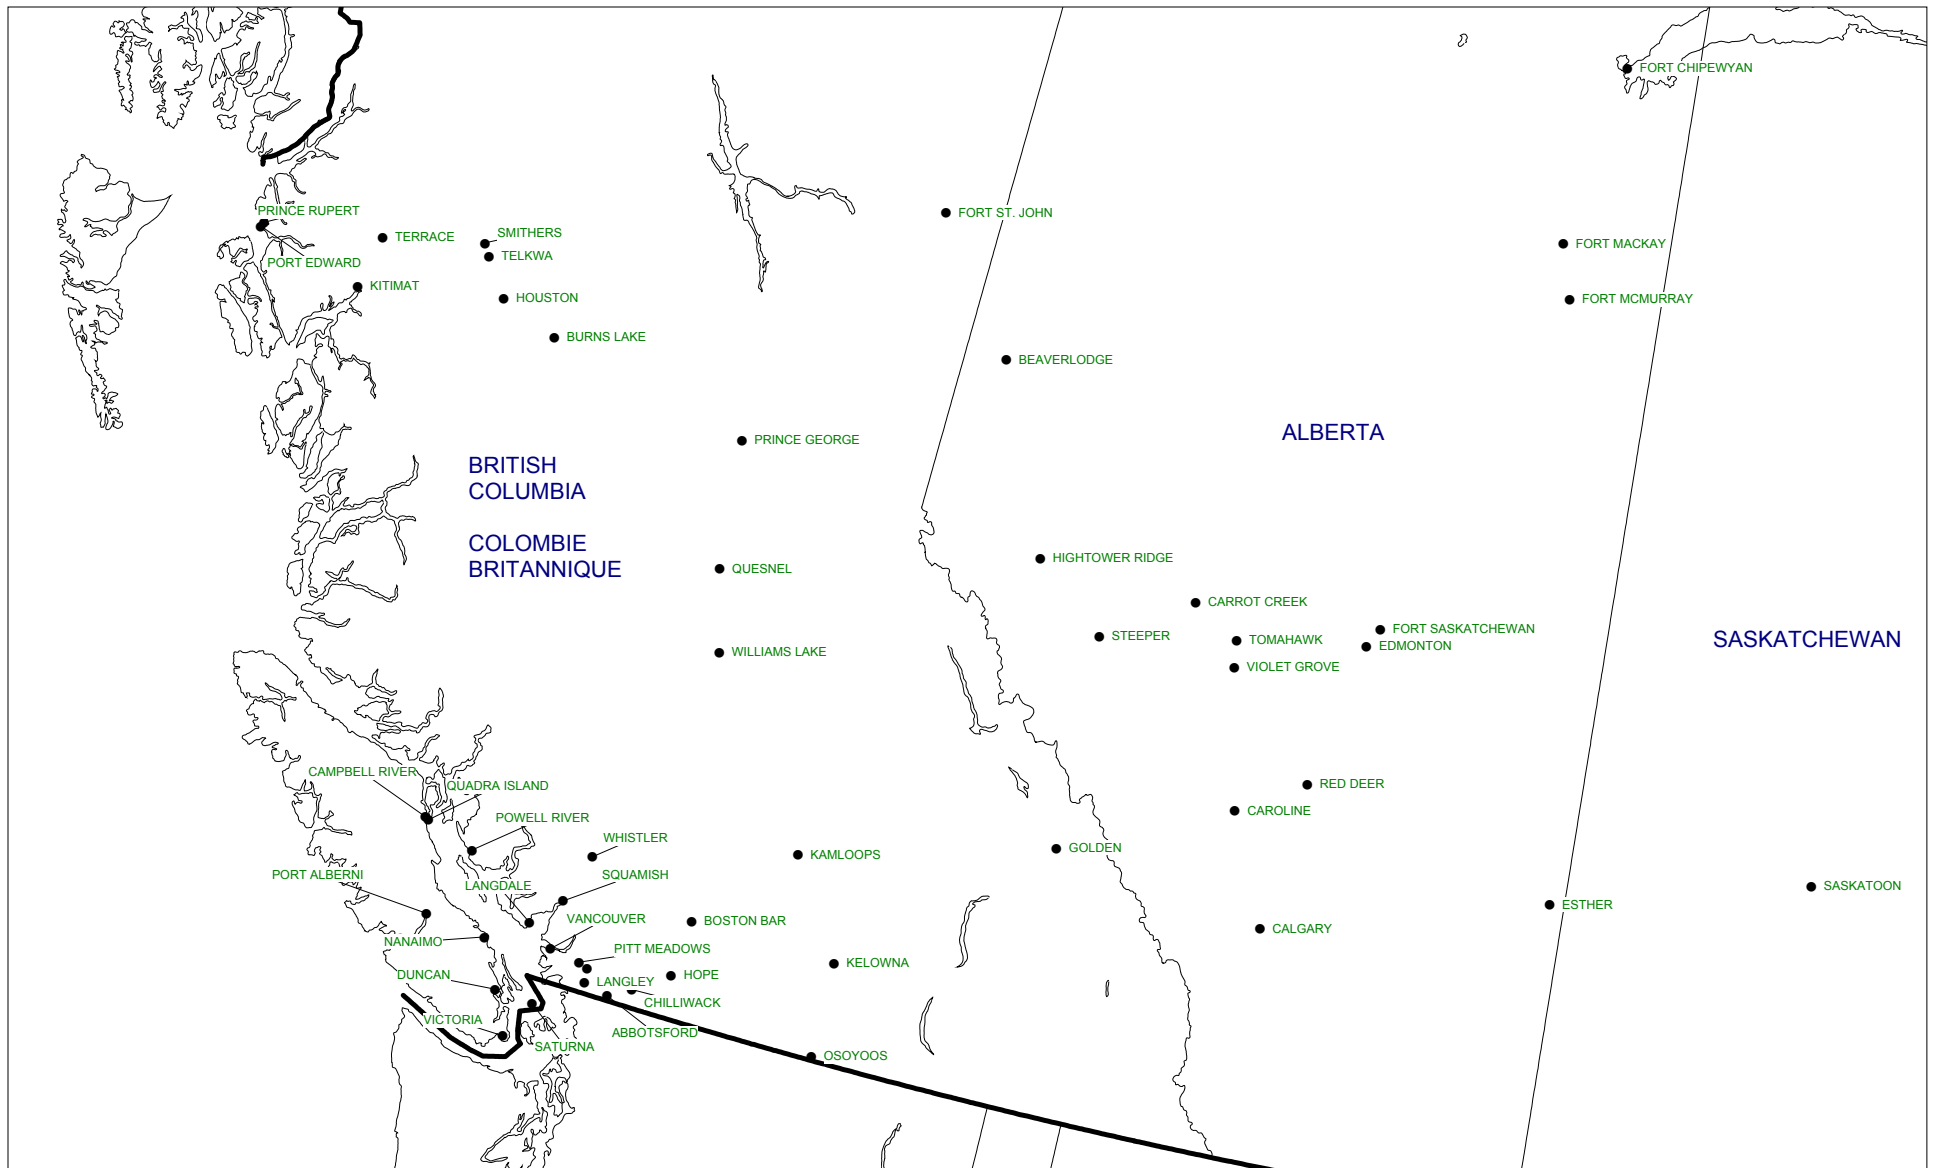 FORT CHIPEWYAN
PRINCE RUPERT
FORT ST. JOHN
TERRACE
SMITHERS
FORT MACKAY
TELKWA
PORT EDWARD
KITIMAT
HOUSTON
FORT MCMURRAY
BURNS LAKE
BEAVERLODGE
ALBERTA
PRINCE GEORGE
BRITISH
COLUMBIA
COLOMBIE
BRITANNIQUE
HIGHTOWER RIDGE
QUESNEL
CARROT CREEK
FORT SASKATCHEWAN
STEEPER
TOMAHAWK
EDMONTON
SASKATCHEWAN
WILLIAMS LAKE
VIOLET GROVE
CAMPBELL RIVER
QUADRA ISLAND
RED DEER
CAROLINE
POWELL RIVER
WHISTLER
GOLDEN
KAMLOOPS
PORT ALBERNI
SQUAMISH
LANGDALE
SASKATOON
ESTHER
VANCOUVER
BOSTON BAR
CALGARY
NANAIMO
PITT MEADOWS
KELOWNA
DUNCAN
HOPE
LANGLEY
CHILLIWACK
VICTORIA
ABBOTSFORD
SATURNA
OSOYOOS